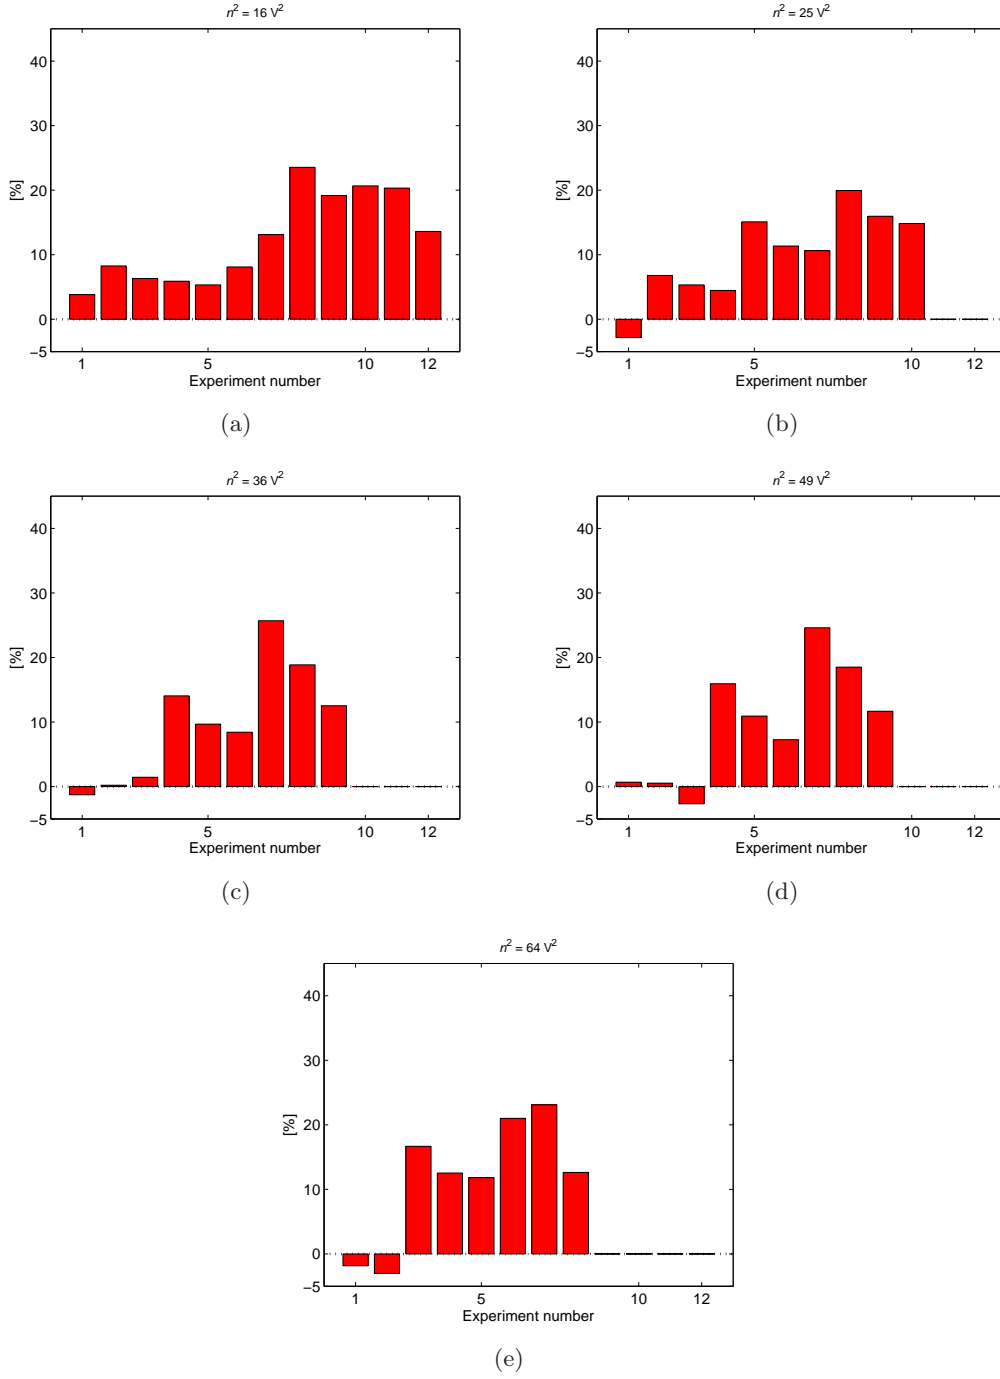 n² = 16 V²
40
30
20
10
0
−5
[%]
1 5 10 12
Experiment number
(a)
n² = 25 V²
40
30
20
10
0
−5
[%]
1 5 10 12
Experiment number
(b)
n² = 36 V²
40
30
20
10
0
−5
[%]
1 5 10 12
Experiment number
(c)
n² = 49 V²
40
30
20
10
0
−5
[%]
1 5 10 12
Experiment number
(d)
n² = 64 V²
40
30
20
10
0
−5
[%]
1 5 10 12
Experiment number
(e)